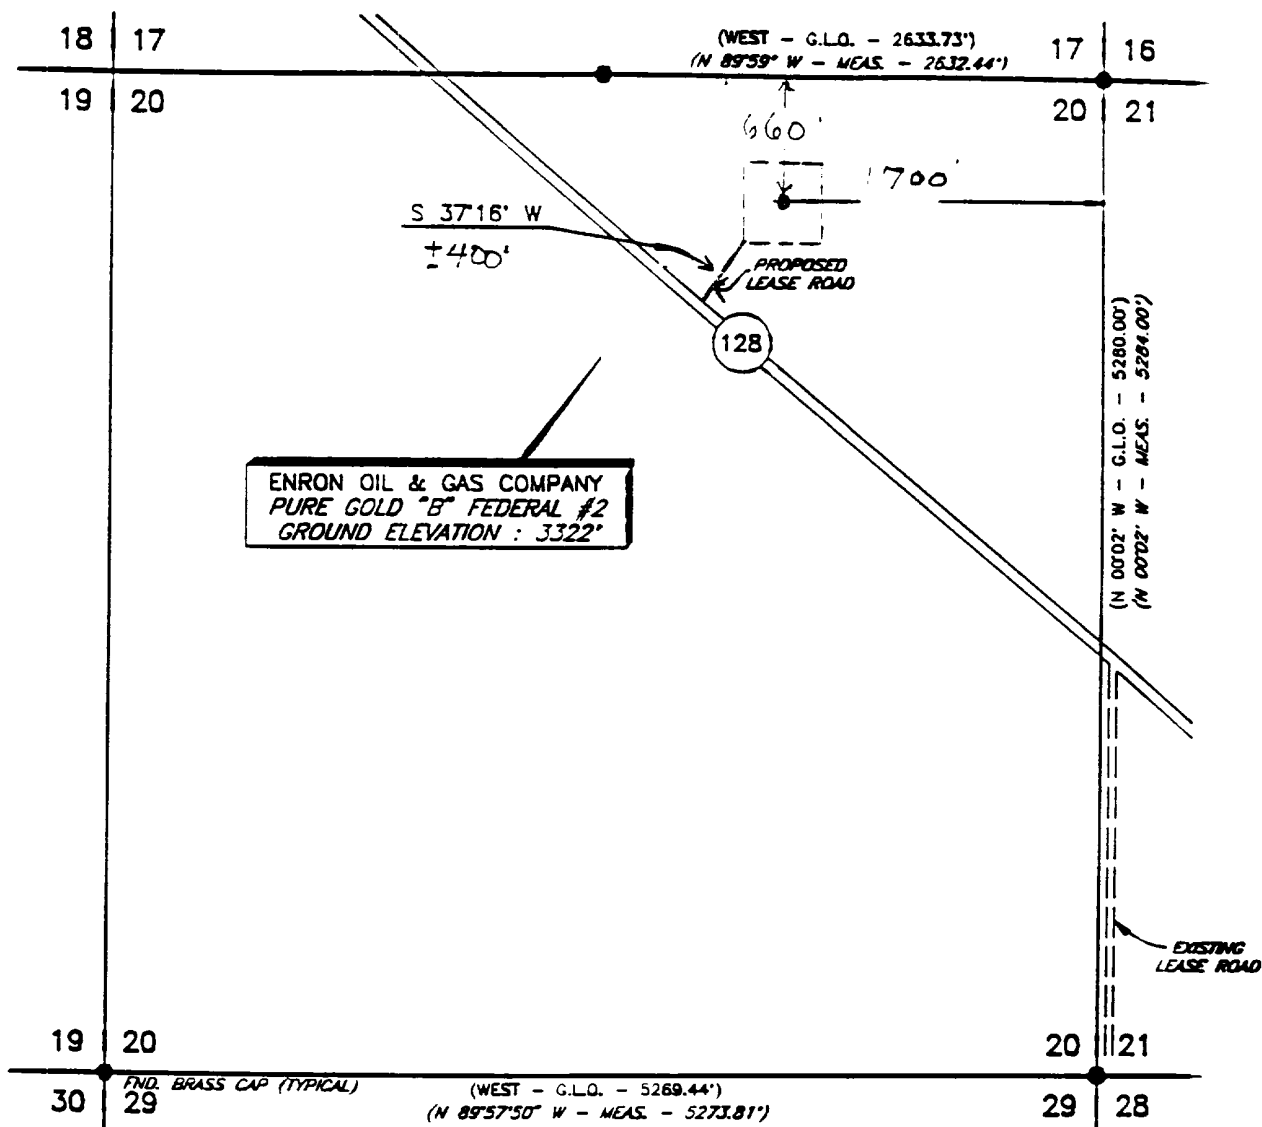 18 17
(WEST - G.L.O. - 2633.73')
17 16
(N 89°59' W - MEAS. - 2632.44')
19 20
20 21
660'
1700'
S 37°16' W
±400'
PROPOSED
LEASE ROAD
128
(N 00°02' W - G.L.O. - 5280.00')
(N 00°02' W - MEAS. - 5284.00')
ENRON OIL & GAS COMPANY
PURE GOLD "B" FEDERAL #2
GROUND ELEVATION : 3322'
EXISTING
LEASE ROAD
19 20
20 21
FND. BRASS CAP (TYPICAL)
(WEST - G.L.O. - 5269.44')
30 29
(N 89°57'50" W - MEAS. - 5273.81')
29 28